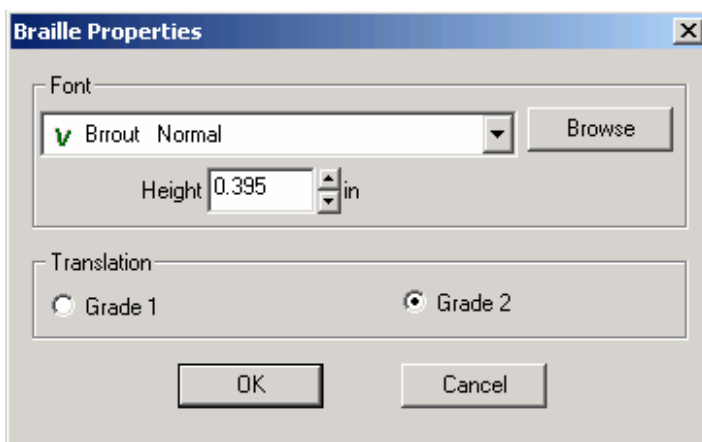 Braille Properties
Font
v Brrout Normal
Browse
Height 0.395 in
Translation
Grade 1
Grade 2
OK
Cancel